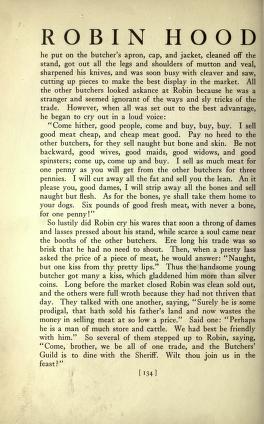 ROBIN HOOD
he put on the butcher's apron, cap, and jacket, cleaned off the
stand, got out all the legs and shoulders of mutton and veal,
sharpened his knives, and was soon busy with cleaver and saw,
cutting up pieces to make the best display in the market. All
the other butchers looked askance at Robin because he was a
stranger and seemed ignorant of the ways and sly tricks of the
trade. However, when all was set out to the best advantage,
he began to cry out in a loud voice:
"Come hither, good people, come and buy, buy, buy. I sell
good meat cheap, and cheap meat good. Pay no heed to the
other butchers, for they sell naught but bone and skin. Be not
backward, good wives, good maids, good widows, and good
spinsters; come up, come up and buy. I sell as much meat for
one penny as you will get from the other butchers for three
pennies. I will cut away all the fat and sell you the lean. An it
please you, good dames, I will strip away all the bones and sell
naught but flesh. As for the bones, ye shall take them home to
your dogs. Six pounds of good fresh meat, with never a bone,
for one penny!"
So lustily did Robin cry his wares that soon a throng of dames
and lasses pressed about his stand, while scarce a soul came near
the booths of the other butchers. Ere long his trade was so
brisk that he had no need to shout. Then, when a pretty lass
asked the price of a piece of meat, he would answer: "Naught,
but one kiss from thy pretty lips." Thus the handsome young
butcher got many a kiss, which gladdened him more than silver
coins. Long before the market closed Robin was clean sold out,
and the others were full wroth because they had not thriven that
day. They talked with one another, saying, "Surely he is some
prodigal, that hath sold his father's land and now wastes the
money in selling meat at so low a price." Said one: "Perhaps
he is a man of much store and cattle. We had best be friendly
with him." So several of them stepped up to Robin, saying,
"Come, brother, we be all of one trade, and the Butchers'
Guild is to dine with the Sheriff. Wilt thou join us in the
feast?"
[134]